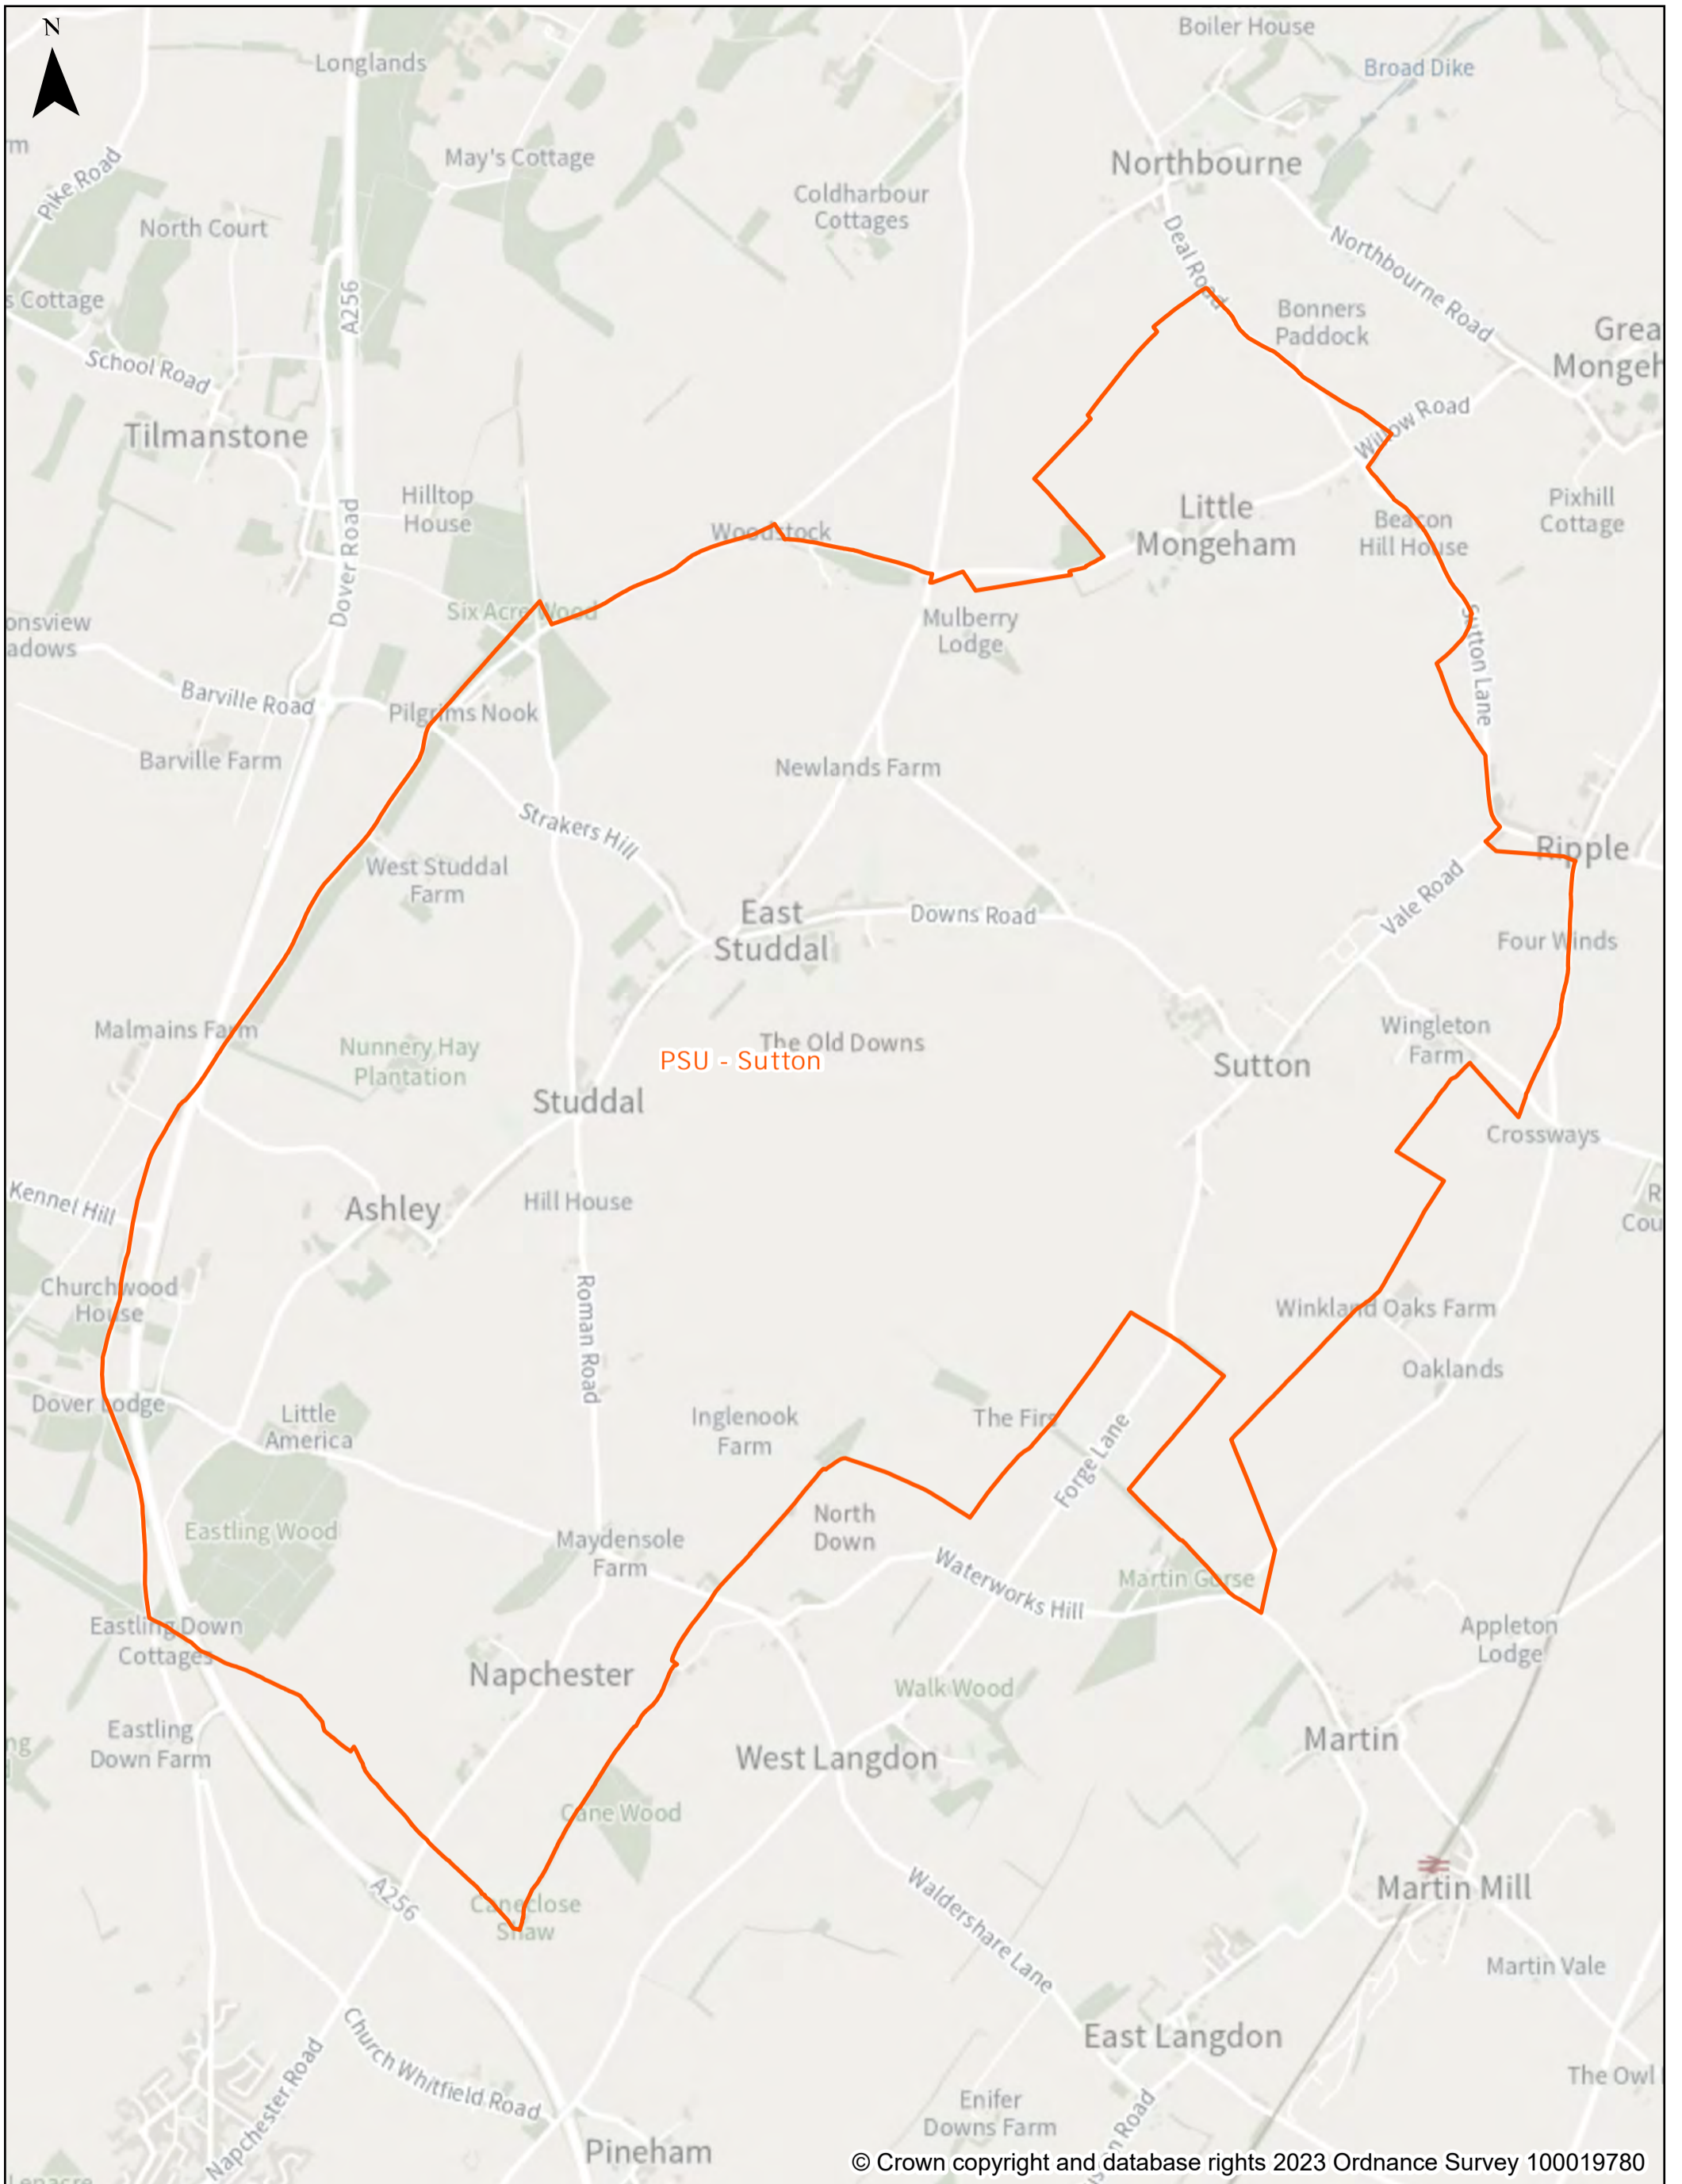 N
Boiler House
Longlands
Broad Dike
rm
May's Cottage
Northbourne
Pike Road
Coldharbour
Cottages
North Court
Deal Road
Northbourne Road
s Cottage
A256
Bonners
Paddock
Grea
Mongeh
School Road
Willow Road
Tilmanstone
Hilltop
House
Pixhill
Cottage
Little
Mongeham
Woodstock
Beacon
Hill House
Dover Road
Six Acre Wood
onsview
adows
Mulberry
Lodge
Sutton Lane
Barville Road
Pilgrims Nook
Barville Farm
Newlands Farm
Strakers Hill
Ripple
West Studdal
Farm
Vale Road
East
Studdal
Downs Road
Four Winds
Malmains Farm
Nunnery Hay
Plantation
The Old Downs
PSU - Sutton
Wingleton
Farm
Sutton
Studdal
Crossways
Kennel Hill
Ashley
Hill House
R
Cou
Churchwood
House
Roman Road
Winkland Oaks Farm
Oaklands
Dover Lodge
Little
America
Inglenook
Farm
The Firs
Forge Lane
North
Down
Eastling Wood
Maydensole
Farm
Waterworks Hill
Martin Gorse
Eastling Down
Cottages
Appleton
Lodge
Napchester
Walk Wood
Eastling
Down Farm
ng
West Langdon
Martin
Cane Wood
A256
Caneclose
Shaw
Waldershare Lane
Martin Mill
Martin Vale
Church Whitfield Road
Napchester Road
East Langdon
The Owl
Enifer
Downs Farm
n Road
Pineham
© Crown copyright and database rights 2023 Ordnance Survey 100019780